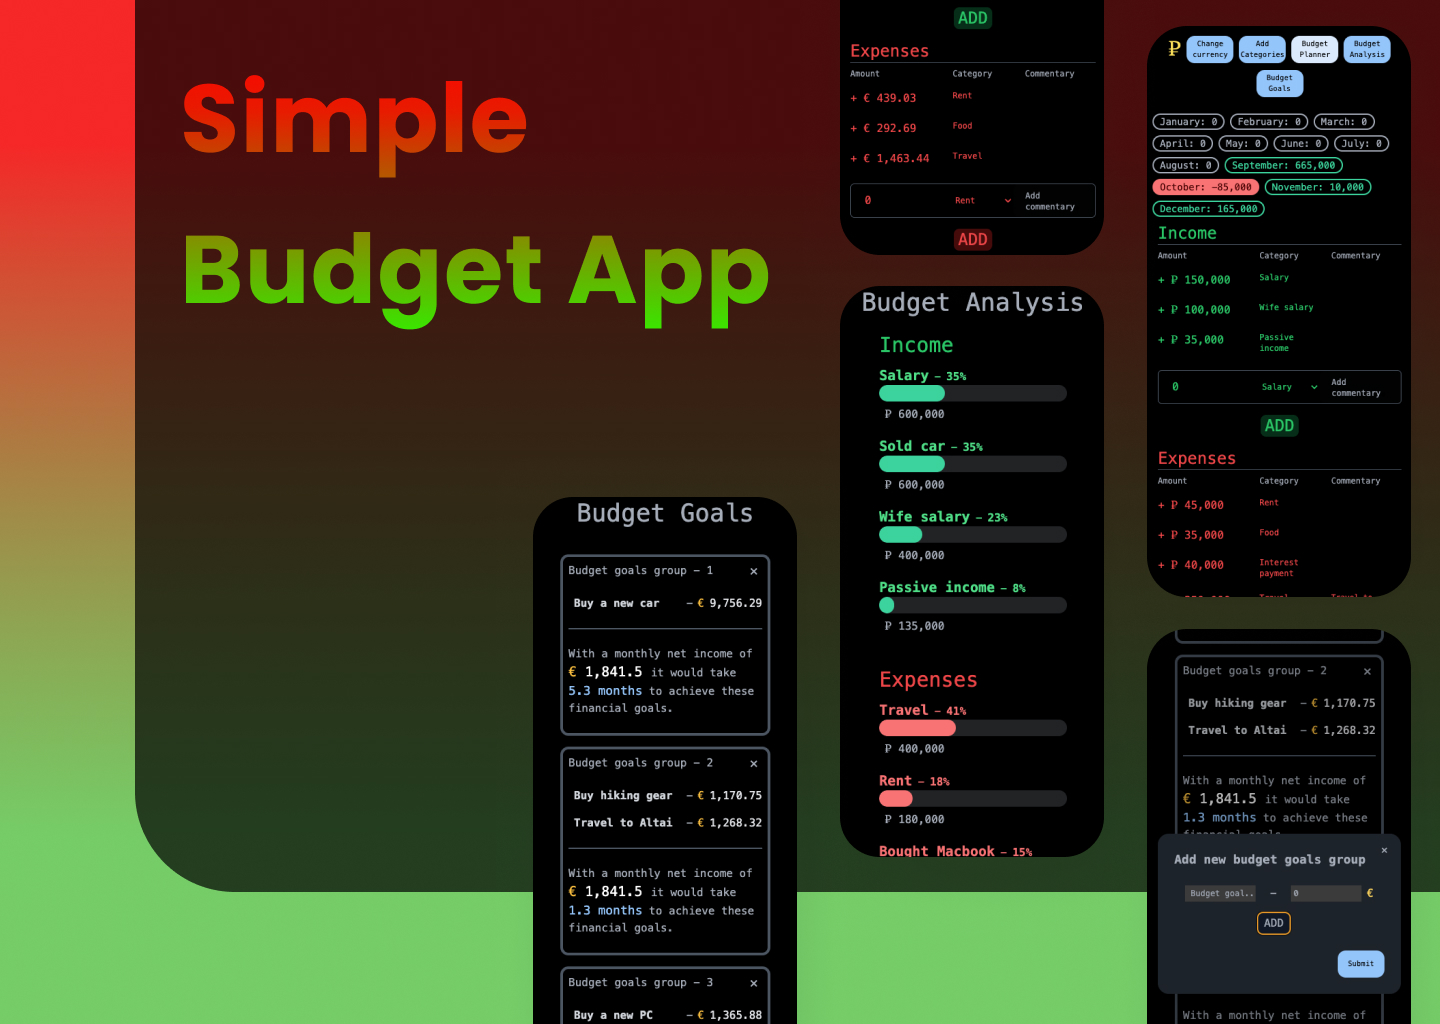 Simple
Budget App
ADD
Expenses
Amount Category Commentary
+ € 439.03 Rent
+ € 292.69 Food
+ € 1,463.44 Travel
0 Rent Add commentary
ADD
Budget Analysis
Income
Salary – 35%
₽ 600,000
Sold car – 35%
₽ 600,000
Wife salary – 23%
₽ 400,000
Passive income – 8%
₽ 135,000
Expenses
Travel – 41%
₽ 400,000
Rent – 18%
₽ 180,000
Bought Macbook – 15%
₽ Change currency Add Categories Budget Planner Budget Analysis
Budget Goals
January: 0 February: 0 March: 0
April: 0 May: 0 June: 0 July: 0
August: 0 September: 665,000
October: –85,000 November: 10,000
December: 165,000
Income
Amount Category Commentary
+ ₽ 150,000 Salary
+ ₽ 100,000 Wife salary
+ ₽ 35,000 Passive income
0 Salary Add commentary
ADD
Expenses
Amount Category Commentary
+ ₽ 45,000 Rent
+ ₽ 35,000 Food
+ ₽ 40,000 Interest payment
Budget Goals
Budget goals group – 1 ×
Buy a new car – € 9,756.29
With a monthly net income of
€ 1,841.5 it would take
5.3 months to achieve these
financial goals.
Budget goals group – 2 ×
Buy hiking gear – € 1,170.75
Travel to Altai – € 1,268.32
With a monthly net income of
€ 1,841.5 it would take
1.3 months to achieve these
financial goals.
Budget goals group – 3 ×
Buy a new PC – € 1,365.88
Budget goals group – 2 ×
Buy hiking gear – € 1,170.75
Travel to Altai – € 1,268.32
With a monthly net income of
€ 1,841.5 it would take
1.3 months to achieve these
financial goals.
×
Add new budget goals group
Budget goal.. – 0 €
ADD
Submit
With a monthly net income of